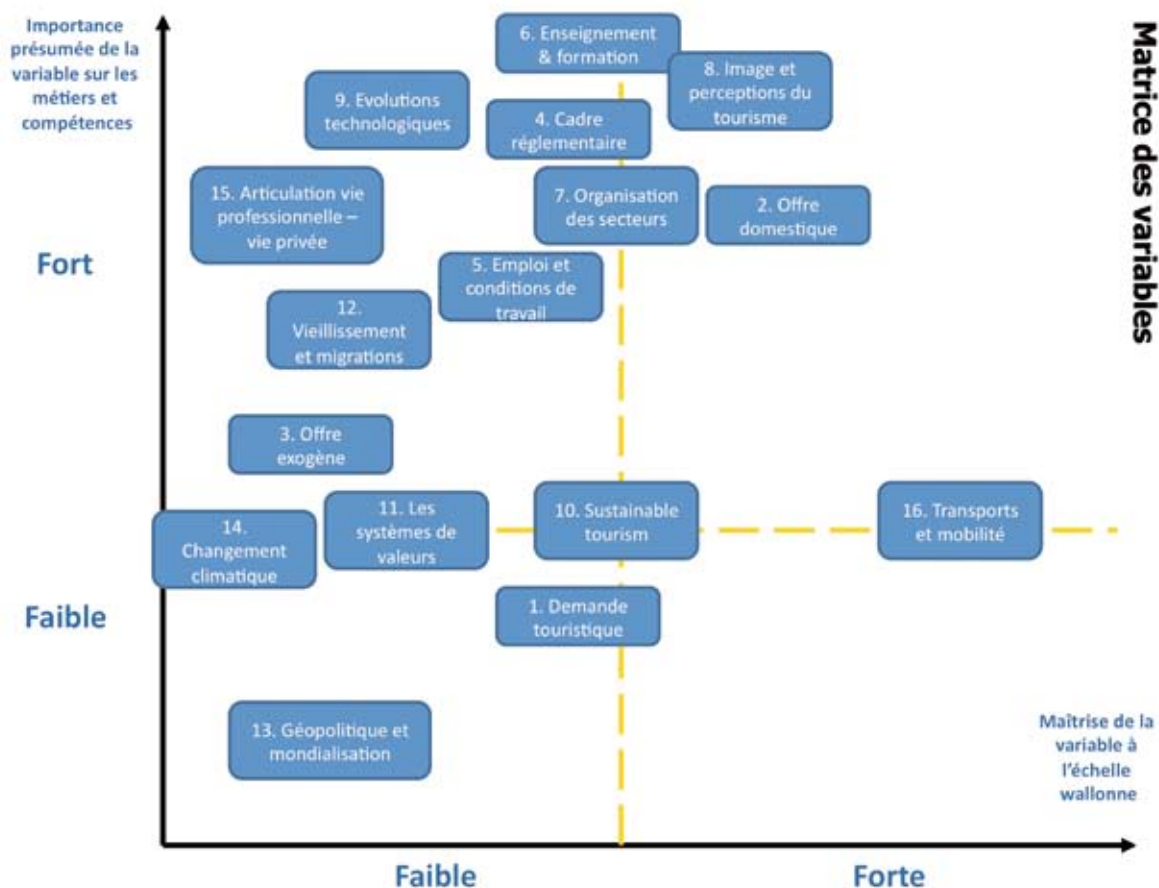 Importance
présumée de la
variable sur les
métiers et
compétences
Matrice des variables
6. Enseignement
& formation
8. Image et
perceptions du
tourisme
9. Evolutions
technologiques
4. Cadre
réglementaire
15. Articulation vie
professionnelle –
vie privée
7. Organisation
des secteurs
2. Offre
domestique
Fort
5. Emploi et
conditions de
travail
12.
Vieillissement
et migrations
3. Offre
exogène
14.
Changement
climatique
11. Les
systèmes de
valeurs
10. Sustainable
tourism
16. Transports
et mobilité
Faible
1. Demande
touristique
13. Géopolitique et
mondialisation
Maîtrise de la
variable à
l'échelle
wallonne
Faible
Forte